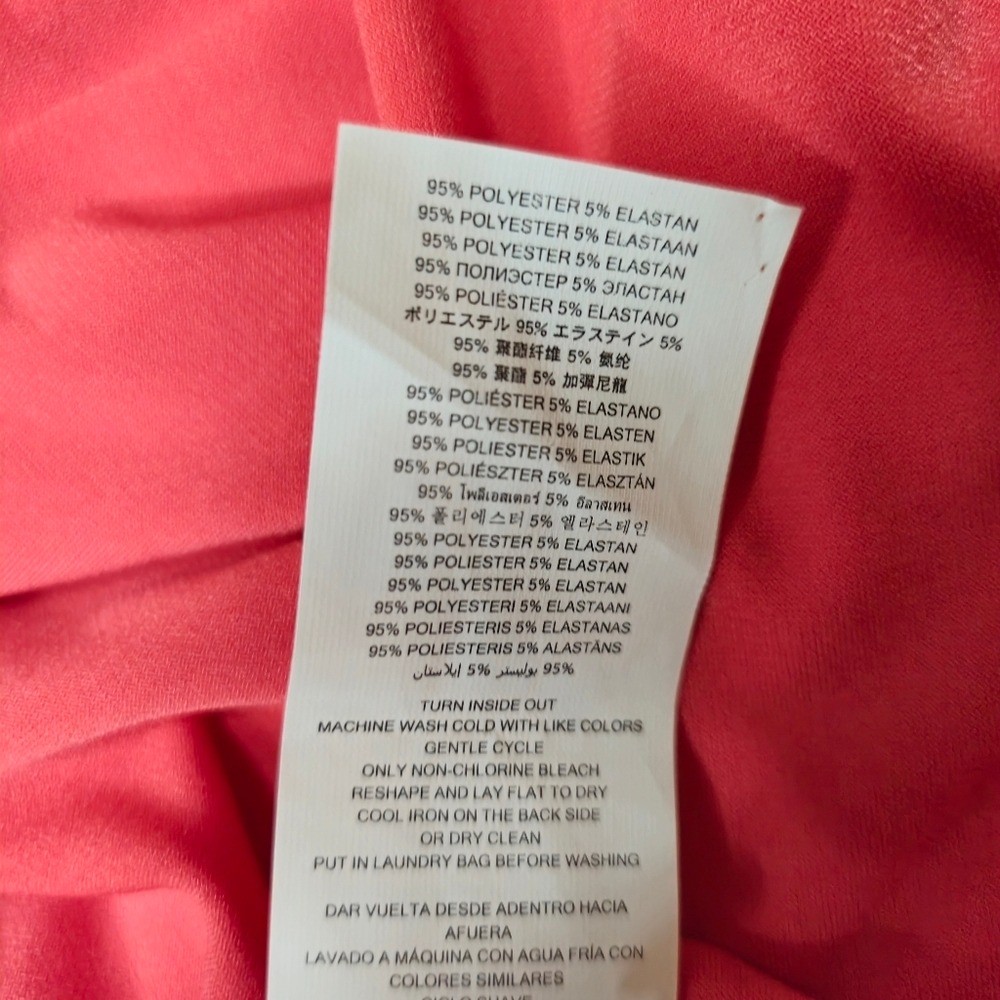 95% POLYESTER 5% ELASTAN
95% POLYESTER 5% ELASTAAN
95% POLYESTER 5% ELASTAN
95% ПОЛИЭСТЕР 5% ЭЛАСТАН
95% POLIÉSTER 5% ELASTANO
ポリエステル 95% エラステイン 5%
95% 聚酯纤维 5% 氨纶
95% 聚酯 5% 加彈尼龍
95% POLIÉSTER 5% ELASTANO
95% POLYESTER 5% ELASTEN
95% POLIESTER 5% ELASTIK
95% POLIÉSZTER 5% ELASZTÁN
95% โพลีเอสเตอร์ 5% อีลาสเทน
95% 폴리에스터 5% 엘라스테인
95% POLYESTER 5% ELASTAN
95% POLIESTER 5% ELASTAN
95% POLYESTER 5% ELASTAN
95% POLYESTERI 5% ELASTAANI
95% POLIESTERIS 5% ELASTANAS
95% POLIESTERIS 5% ALASTĀNS
95% بوليستر 5% إيلاستان
TURN INSIDE OUT
MACHINE WASH COLD WITH LIKE COLORS
GENTLE CYCLE
ONLY NON-CHLORINE BLEACH
RESHAPE AND LAY FLAT TO DRY
COOL IRON ON THE BACK SIDE
OR DRY CLEAN
PUT IN LAUNDRY BAG BEFORE WASHING
DAR VUELTA DESDE ADENTRO HACIA
AFUERA
LAVADO A MÁQUINA CON AGUA FRÍA CON
COLORES SIMILARES
CICLO SUAVE